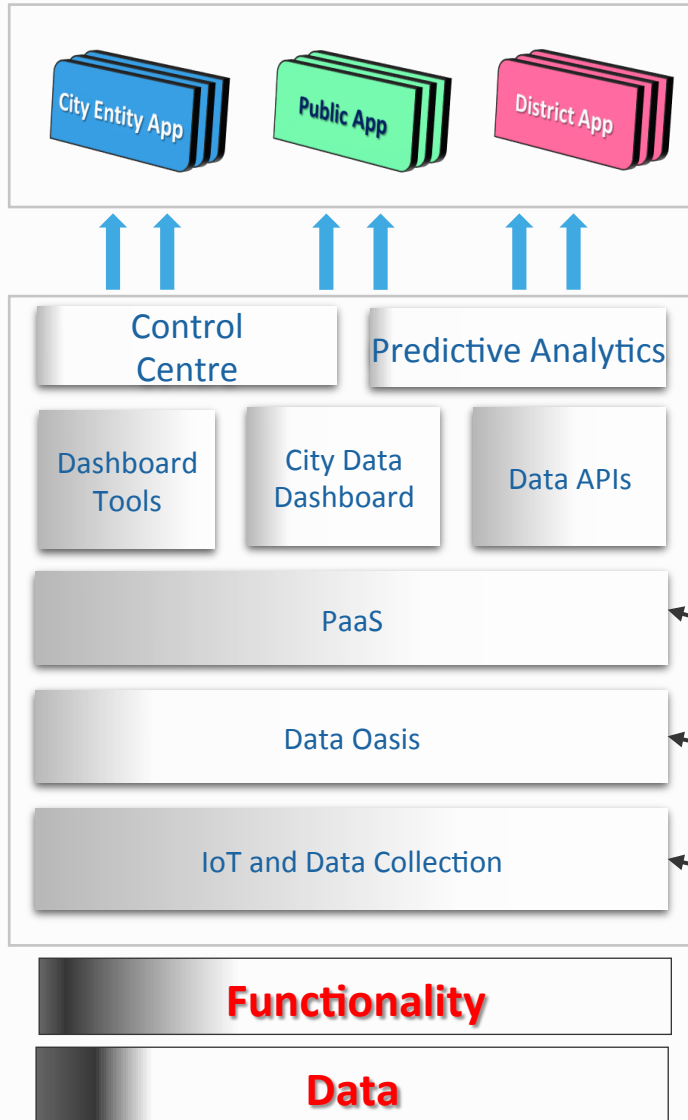 City Entity App
Public App
District App
Control
Centre
Predictive Analytics
Dashboard
Tools
City Data
Dashboard
Data APIs
PaaS
Data Oasis
IoT and Data Collection
Functionality
Data